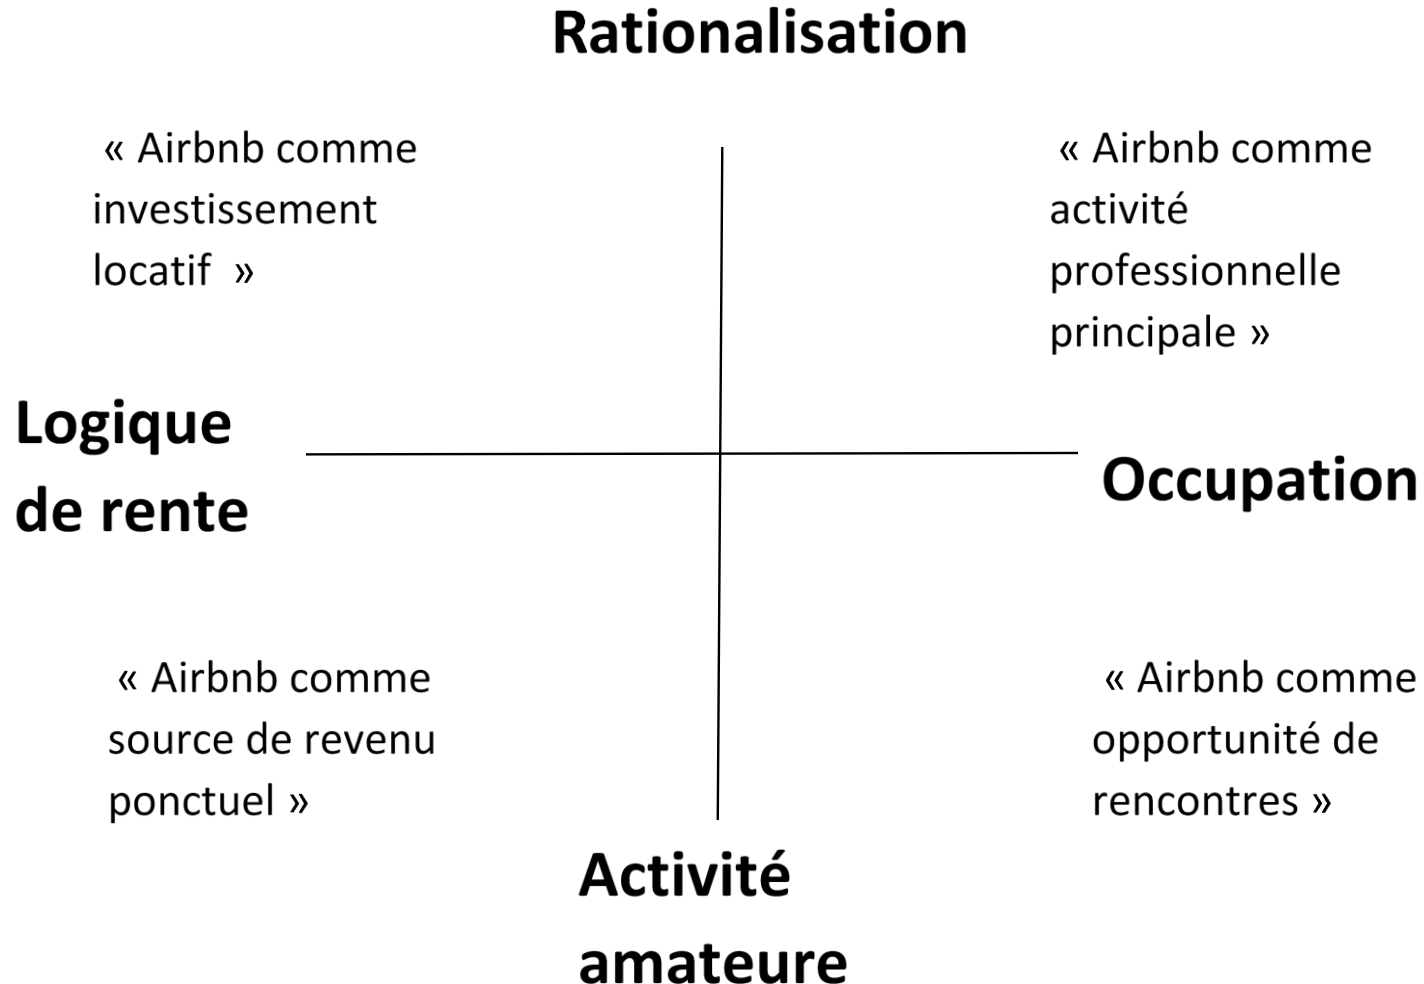 Rationalisation
« Airbnb comme
investissement
locatif  »
« Airbnb comme
activité
professionnelle
principale »
Logique
de rente
Occupation
« Airbnb comme
source de revenu
ponctuel »
« Airbnb comme
opportunité de
rencontres »
Activité
amateure